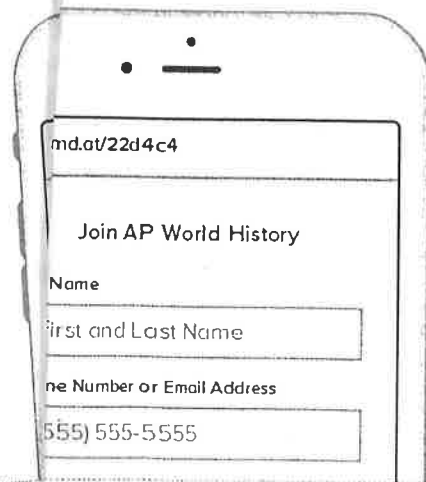 md.at/22d4c4
Join AP World History
Name
irst and Last Name
ne Number or Email Address
555) 555-5555